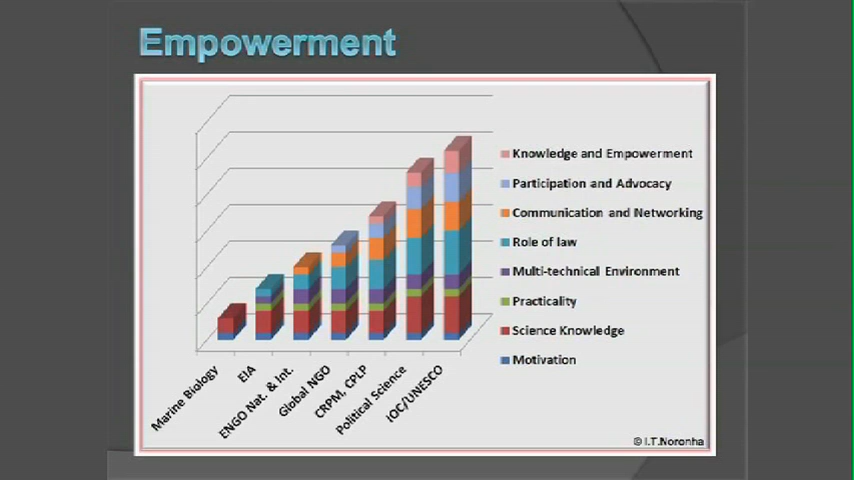 Empowerment
Knowledge and Empowerment
Participation and Advocacy
Communication and Networking
Role of law
Multi-technical Environment
Practicality
Science Knowledge
Motivation
Marine Biology
EIA
ENGO Nat. & Int.
Global NGO
CRPM, CPLP
Political Science
IOC/UNESCO
© I.T.Noronha